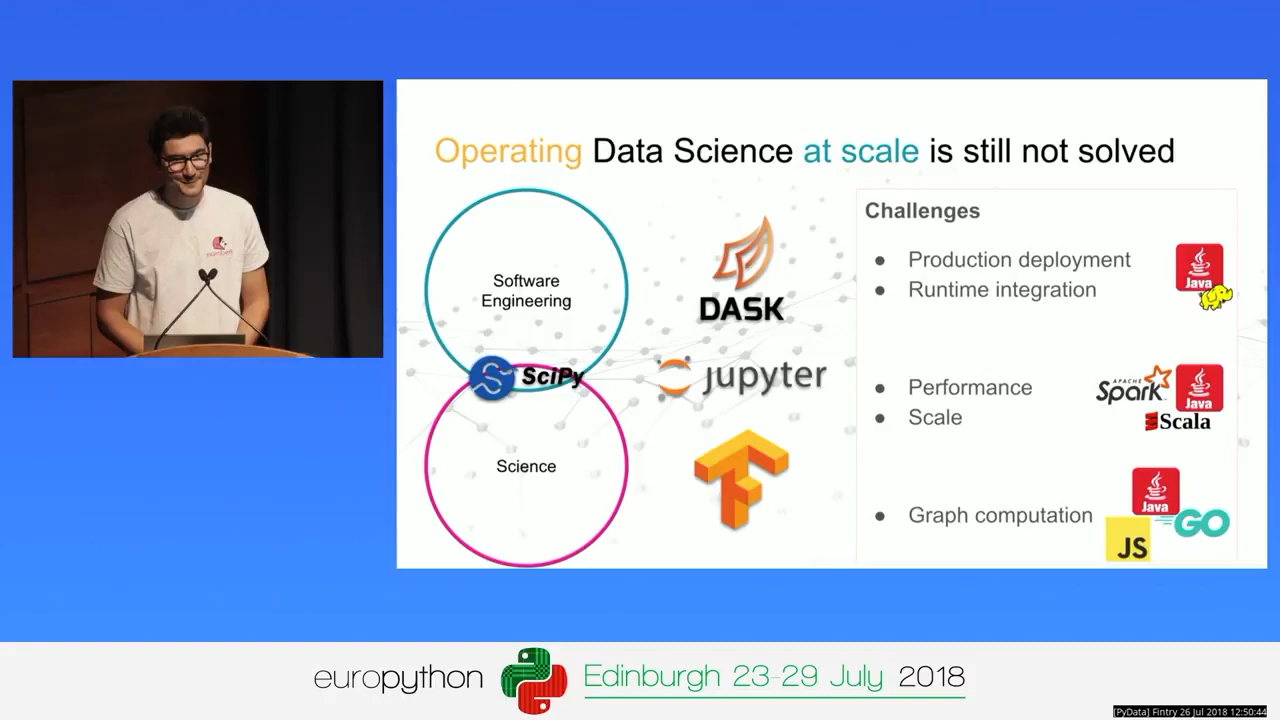 Operating Data Science at scale is still not solved
Software
Engineering
SciPy
Science
DASK
jupyter
Challenges
● Production deployment
● Runtime integration
Java
● Performance
● Scale
APACHE
Spark
Java
Scala
● Graph computation
Java
GO
JS
europython
Edinburgh 23-29 July 2018
[PyData] Fintry 26 Jul 2018 12:50:44